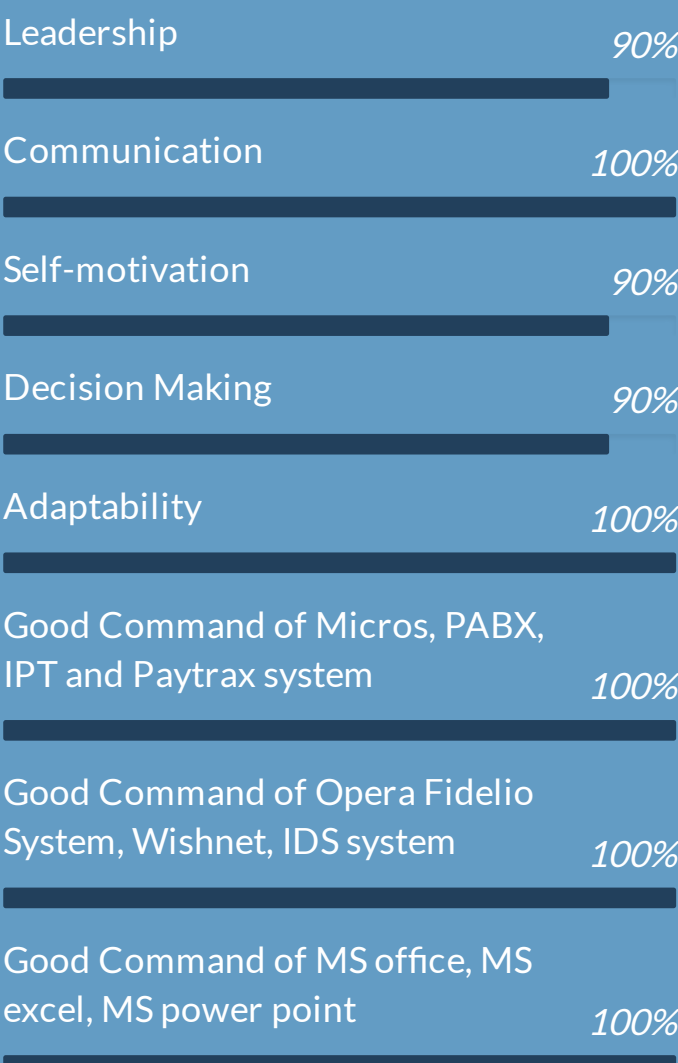 Leadership
90%
Communication
100%
Self-motivation
90%
Decision Making
90%
Adaptability
100%
Good Command of Micros, PABX,
IPT and Paytrax system
100%
Good Command of Opera Fidelio
System, Wishnet, IDS system
100%
Good Command of MS office, MS
excel, MS power point
100%